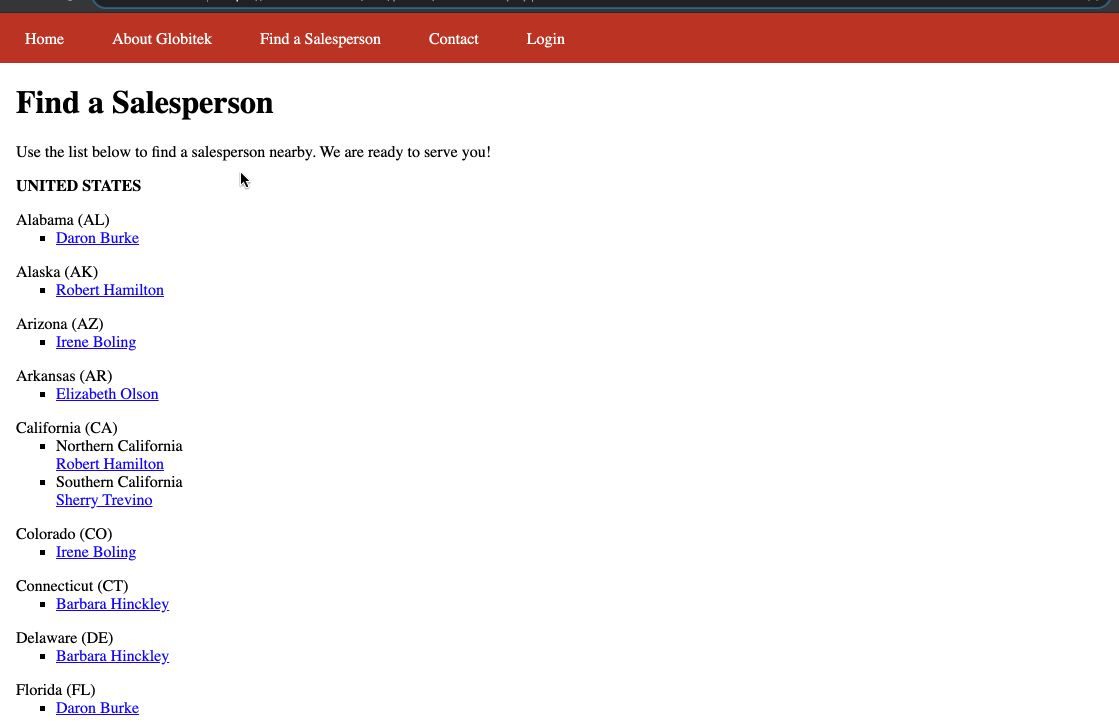 Home About Globitek Find a Salesperson Contact Login
Find a Salesperson
Use the list below to find a salesperson nearby. We are ready to serve you!
UNITED STATES
Alabama (AL)
Daron Burke
Alaska (AK)
Robert Hamilton
Arizona (AZ)
Irene Boling
Arkansas (AR)
Elizabeth Olson
California (CA)
Northern California
Robert Hamilton
Southern California
Sherry Trevino
Colorado (CO)
Irene Boling
Connecticut (CT)
Barbara Hinckley
Delaware (DE)
Barbara Hinckley
Florida (FL)
Daron Burke